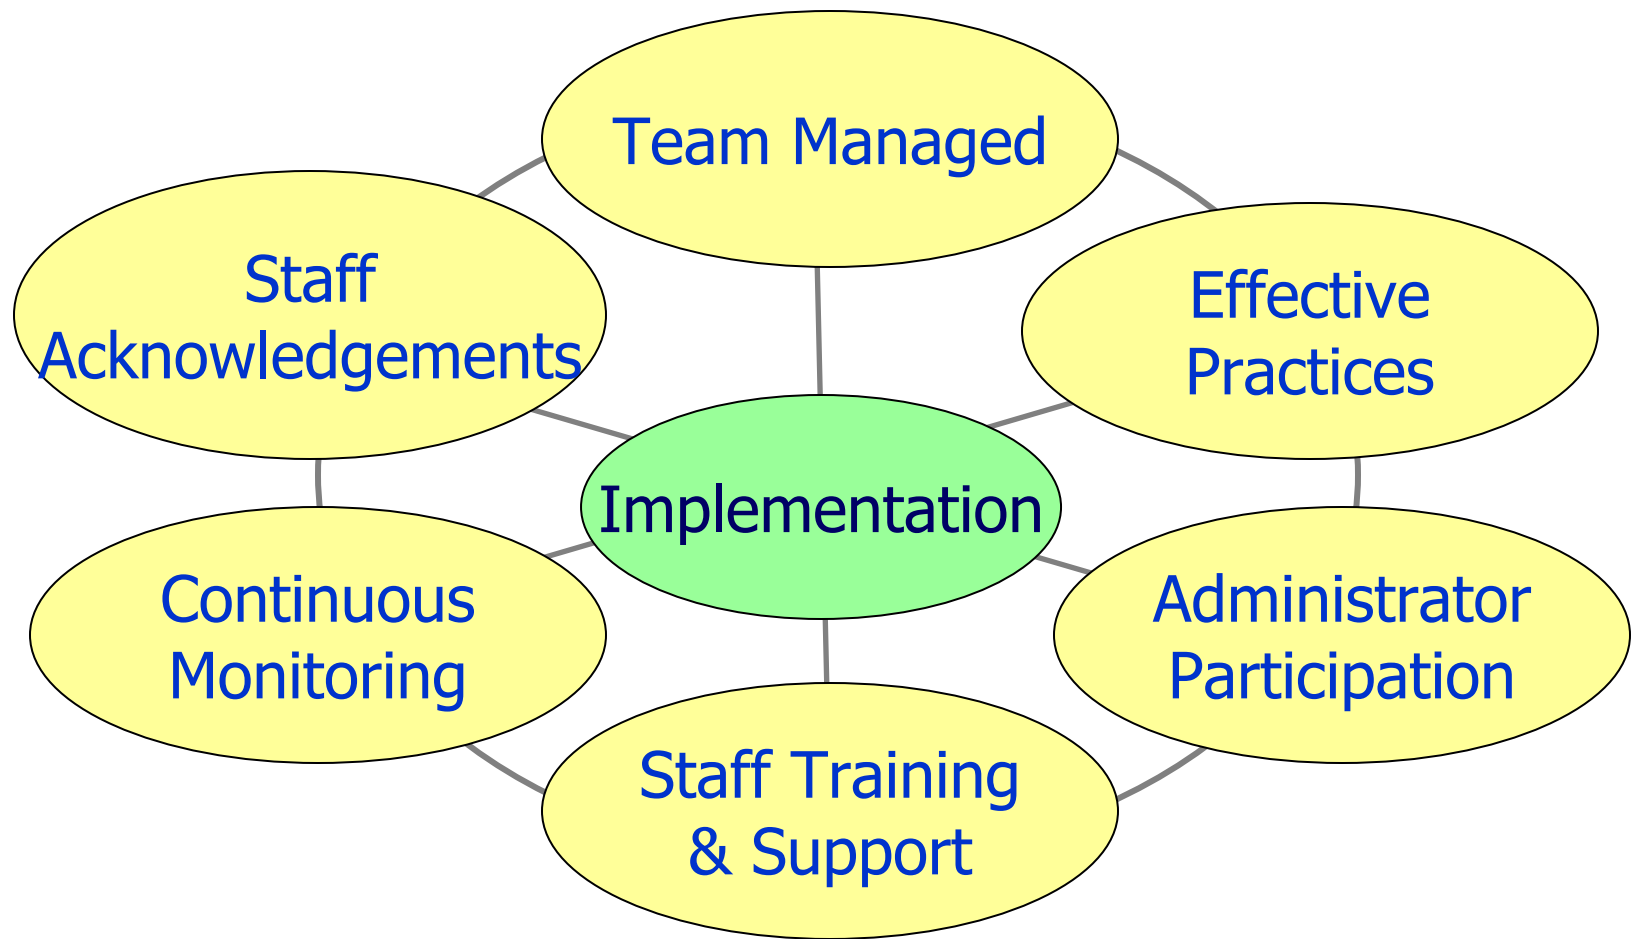 Team Managed
Staff
Acknowledgements
Effective
Practices
Implementation
Continuous
Monitoring
Administrator
Participation
Staff Training
& Support